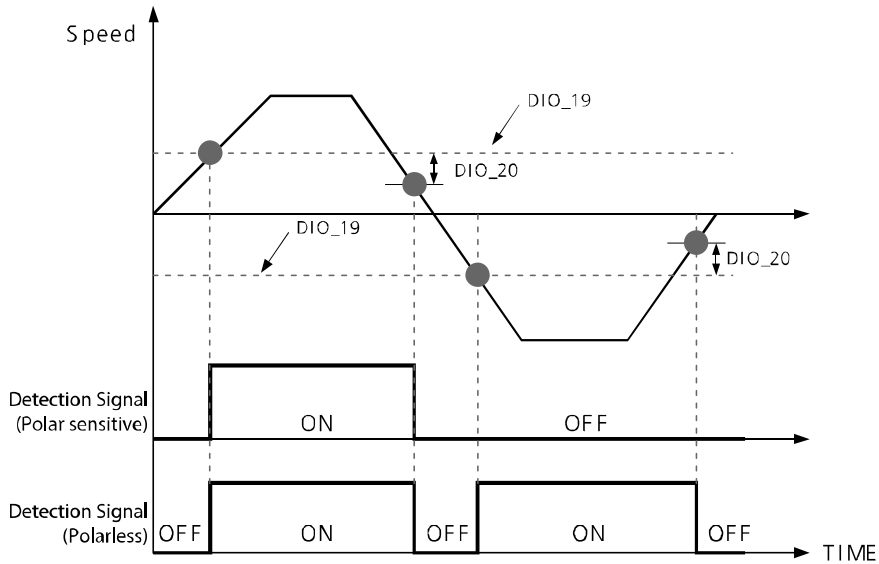 Speed
DIO_19
DIO_20
DIO_19
DIO_20
Detection Signal
(Polar sensitive)
ON
OFF
Detection Signal
(Polarless)
OFF
ON
OFF
ON
OFF
TIME